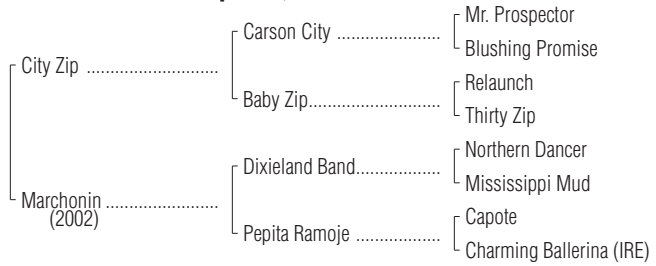 Mr. Prospector
Carson City ....................
Blushing Promise
City Zip .........................
Relaunch
Baby Zip.........................
Thirty Zip
Northern Dancer
Dixieland Band................
Mississippi Mud
Marchonin .....................
(2002)
Capote
Pepita Ramoje ................
Charming Ballerina (IRE)